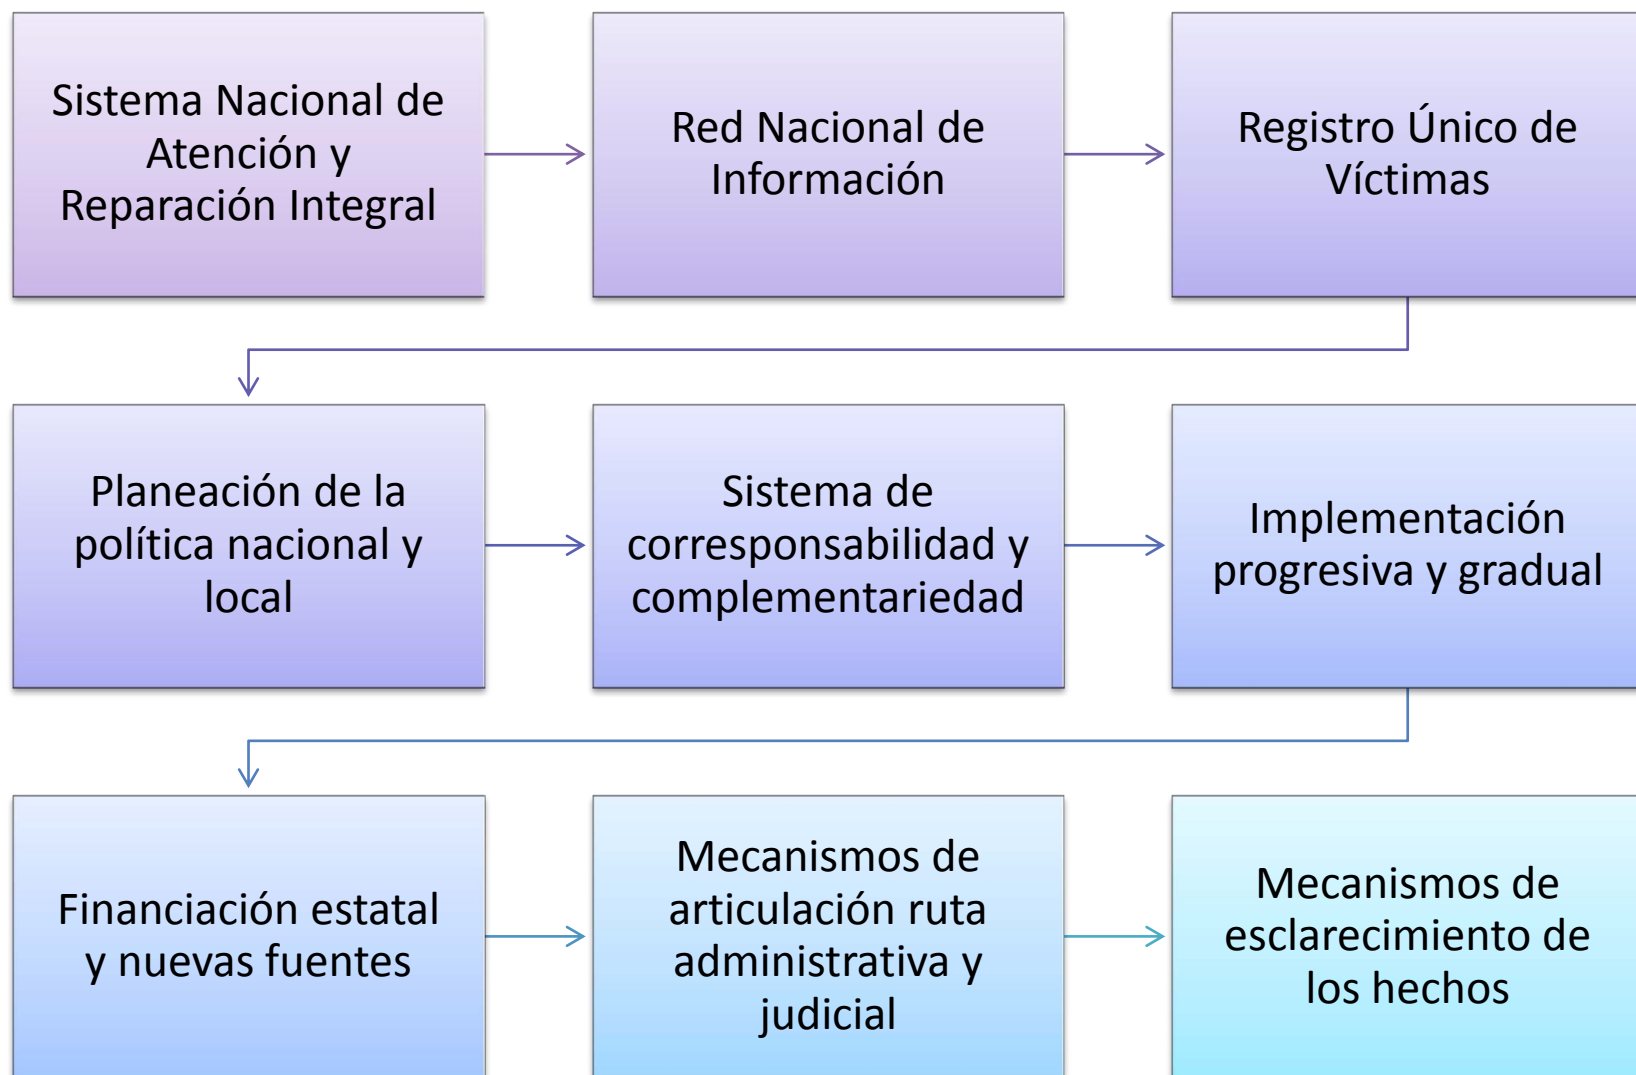 Sistema Nacional de
Atención y
Reparación Integral
Red Nacional de
Información
Registro Único de
Víctimas
Planeación de la
política nacional y
local
Sistema de
corresponsabilidad y
complementariedad
Implementación
progresiva y gradual
Financiación estatal
y nuevas fuentes
Mecanismos de
articulación ruta
administrativa y
judicial
Mecanismos de
esclarecimiento de
los hechos